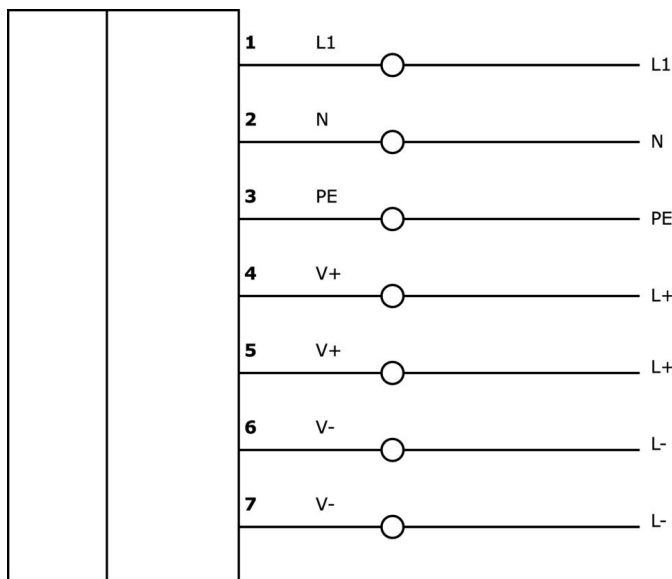 1 L1 L1
2 N N
3 PE PE
4 V+ L+
5 V+ L+
6 V- L-
7 V- L-